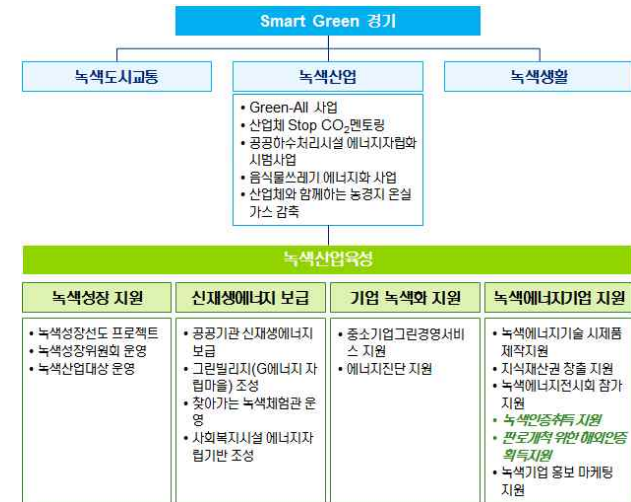 Smart Green 경기
녹색도시교통
녹색산업
녹색생활
• Green-All 사업
• 산업체 Stop CO₂멘토링
• 공공하수처리시설 에너지자립화
시범사업
• 음식물쓰레기 에너지화 사업
• 산업체와 함께하는 농경지 온실
가스 감축
녹색산업육성
녹색성장 지원
• 녹색성장선도 프로젝트
• 녹색성장위원회 운영
• 녹색산업대상 운영
신재생에너지 보급
• 공공기관 신재생에너지
보급
• 그린빌리지(G에너지 자
립마을) 조성
• 찾아가는 녹색체험관 운
영
• 사회복지시설 에너지자
립기반 조성
기업 녹색화 지원
• 중소기업그린경영서비
스 지원
• 에너지진단 지원
녹색에너지기업 지원
• 녹색에너지기술 시제품
제작지원
• 지식재산권 창출 지원
• 녹색에너지전시회 참가
지원
• 녹색인증취득 지원
• 판로개척 위한 해외인증
획득지원
• 녹색기업 홍보 마케팅
지원